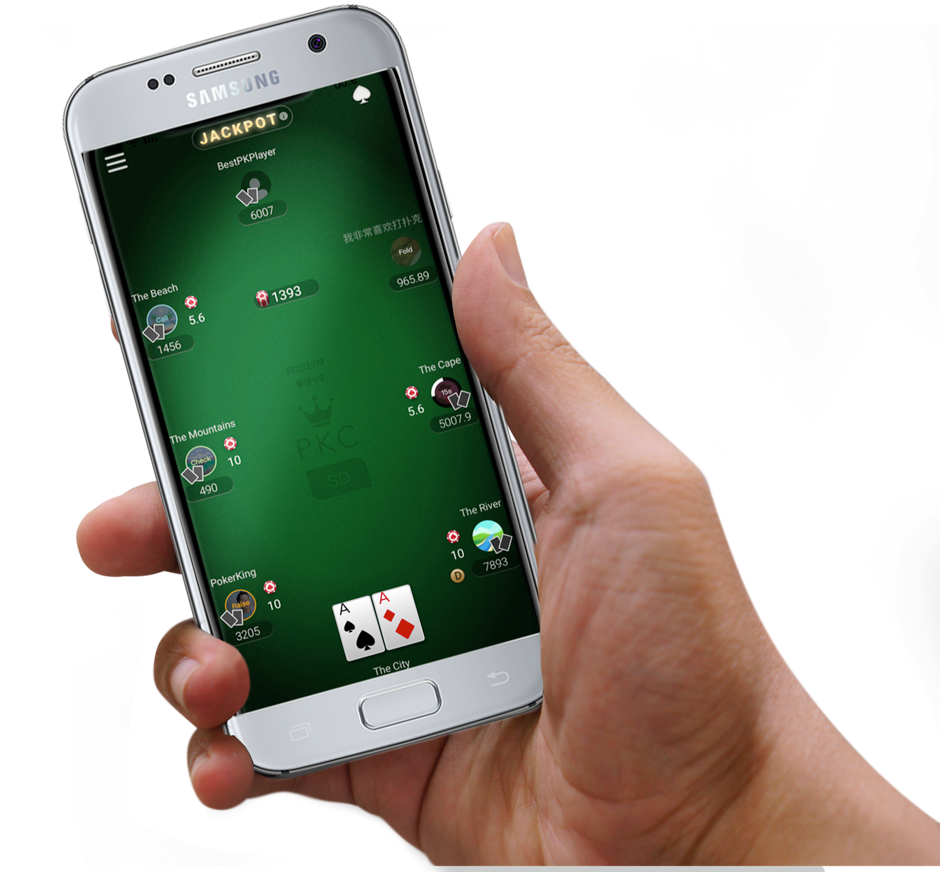 SAMSUNG
JACKPOT
BestPKPlayer
6007
我非常喜欢打扑克
Fold
965.89
The Beach
Call
5.6
1456
1393
The Cape
15s
5.6
5007.9
The Mountains
Check
10
490
PKC
SD
The River
10
D
7893
PokerKing
Raise
10
3205
A
A
The City